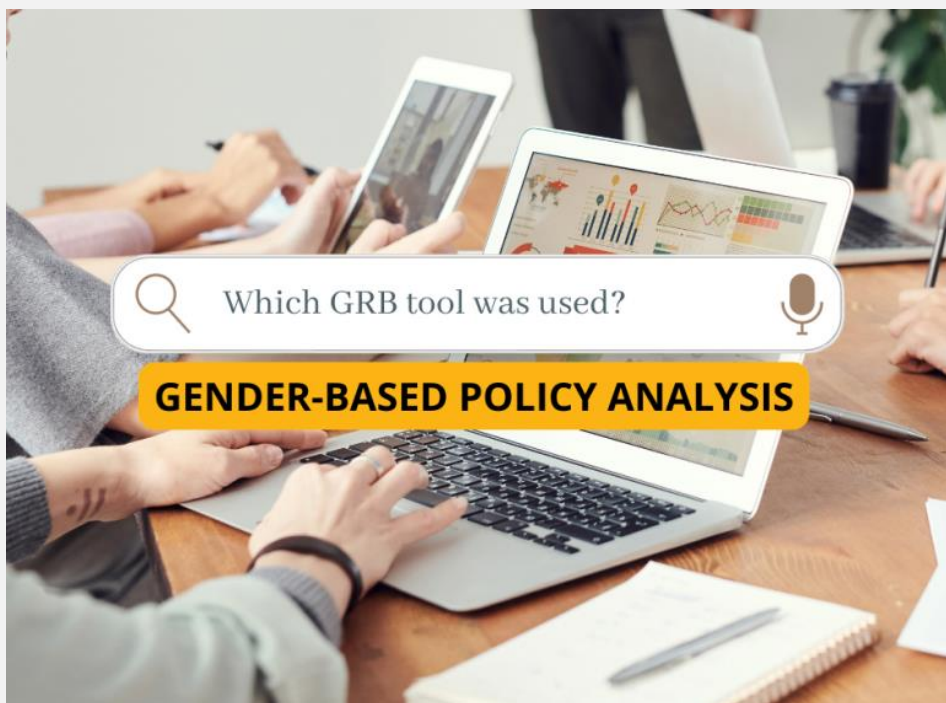 Which GRB tool was used?
GENDER-BASED POLICY ANALYSIS